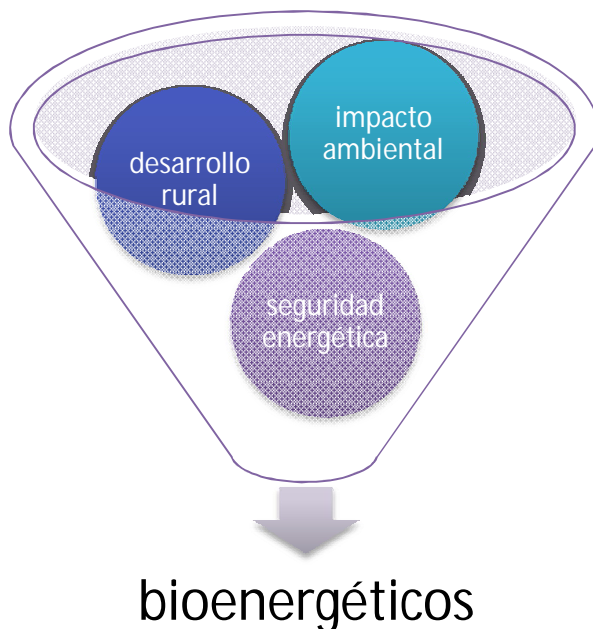 impacto
ambiental
desarrollo
rural
seguridad
energética
bioenergéticos